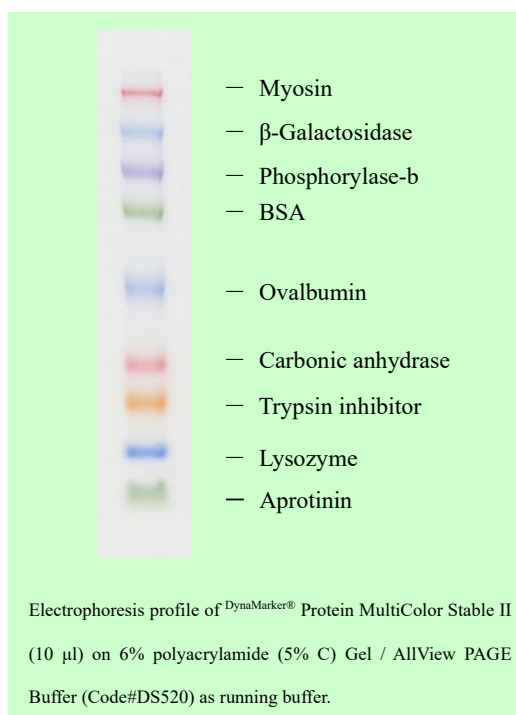 — Myosin
— β-Galactosidase
— Phosphorylase-b
— BSA
— Ovalbumin
— Carbonic anhydrase
— Trypsin inhibitor
— Lysozyme
— Aprotinin
Electrophoresis profile of DynaMarker® Protein MultiColor Stable II
(10 μl) on 6% polyacrylamide (5% C) Gel / AllView PAGE
Buffer (Code#DS520) as running buffer.